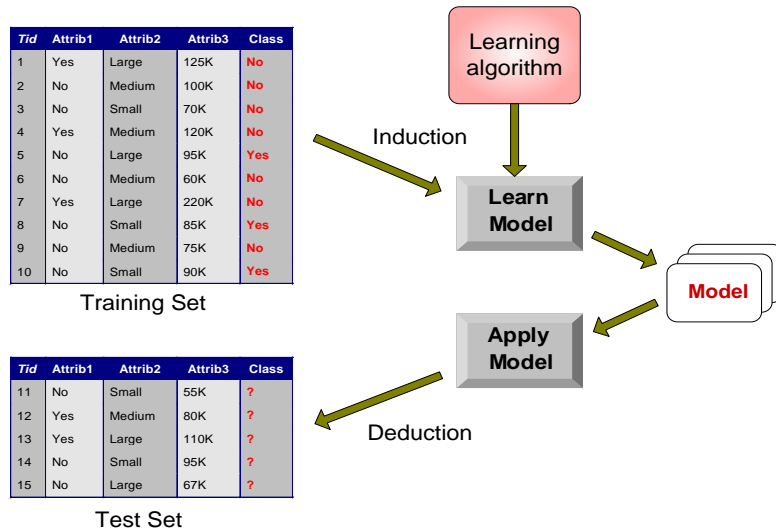 Tid Attrib1 Attrib2 Attrib3 Class
1 Yes Large 125K No
2 No Medium 100K No
3 No Small 70K No
4 Yes Medium 120K No
5 No Large 95K Yes
6 No Medium 60K No
7 Yes Large 220K No
8 No Small 85K Yes
9 No Medium 75K No
10 No Small 90K Yes
Training Set
Learning
algorithm
Induction
Learn
Model
Model
Apply
Model
Deduction
Tid Attrib1 Attrib2 Attrib3 Class
11 No Small 55K ?
12 Yes Medium 80K ?
13 Yes Large 110K ?
14 No Small 95K ?
15 No Large 67K ?
Test Set